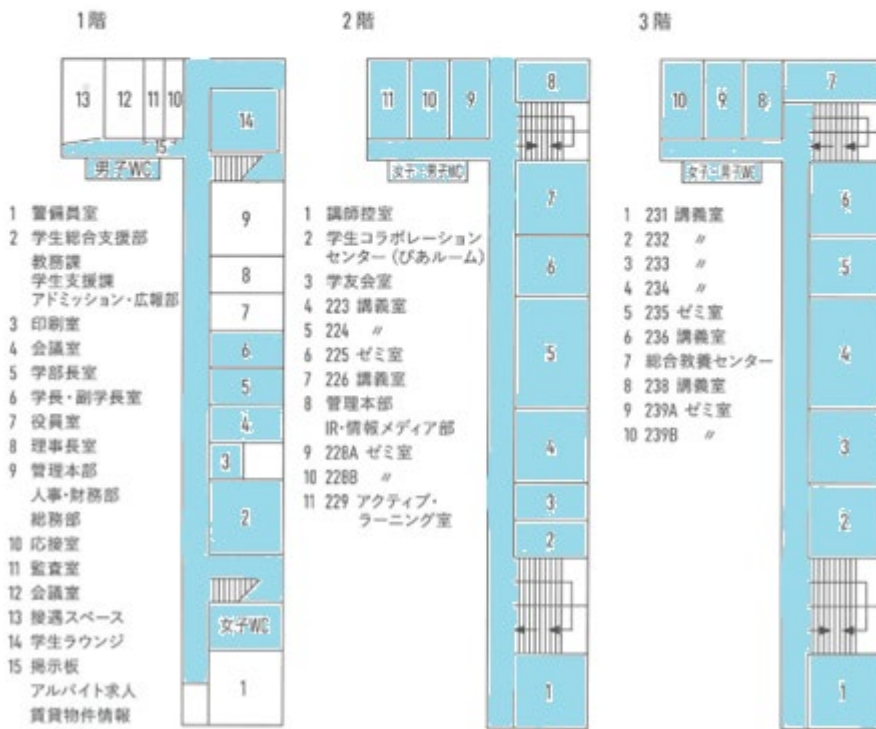 1階
13
12
11
10
14
15
男子WC
9
8
7
6
5
4
3
2
女子WC
1
1 警備員室
2 学生総合支援部
教務課
学生支援課
アドミッション・広報部
3 印刷室
4 会議室
5 学部長室
6 学長・副学長室
7 役員室
8 理事長室
9 管理本部
人事・財務部
総務部
10 応接室
11 監査室
12 会議室
13 接遇スペース
14 学生ラウンジ
15 掲示板
アルバイト求人
賃貸物件情報
2階
11
10
9
8
女子・男子WC
7
6
5
4
3
2
1
1 講師控室
2 学生コラボレーション
センター(ぴあルーム)
3 学友会室
4 223 講義室
5 224 〃
6 225 ゼミ室
7 226 講義室
8 管理本部
IR・情報メディア部
9 228A ゼミ室
10 228B 〃
11 229 アクティブ・
ラーニング室
3階
10
9
8
7
女子・男子WC
6
5
4
3
2
1
1 231 講義室
2 232 〃
3 233 〃
4 234 〃
5 235 ゼミ室
6 236 講義室
7 総合教養センター
8 238 講義室
9 239A ゼミ室
10 239B 〃